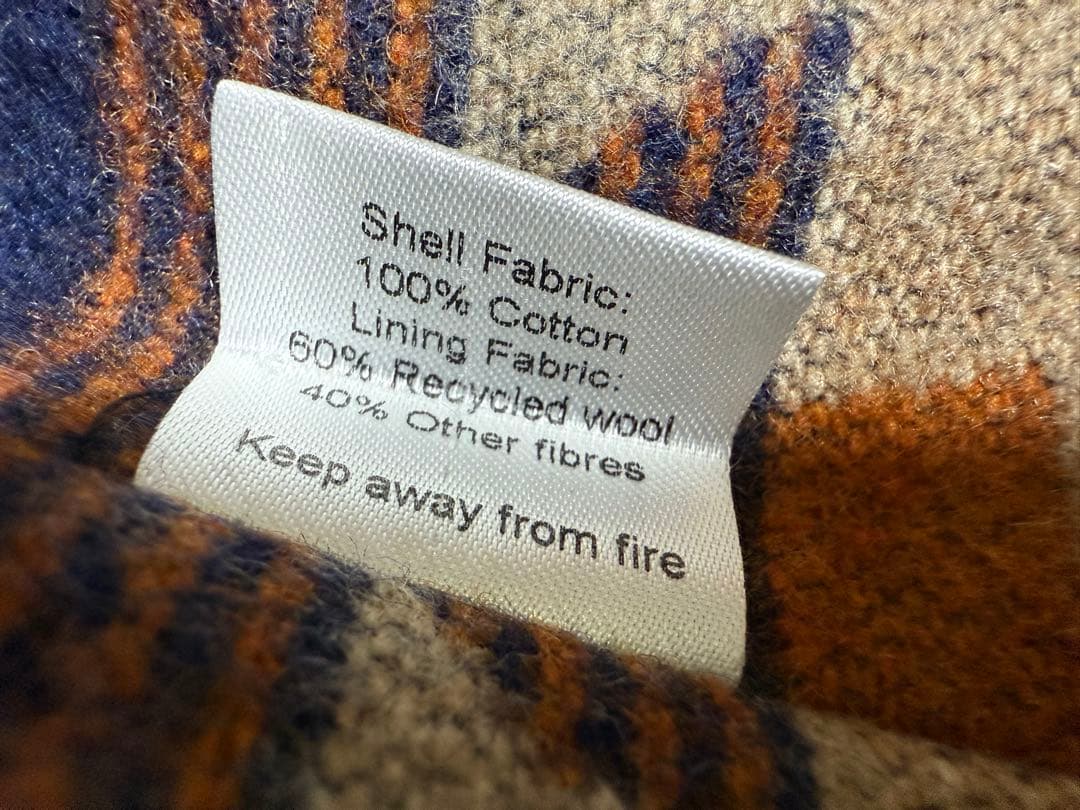 Shell Fabric:
100% Cotton
Lining Fabric:
60% Recycled wool
40% Other fibres
Keep away from fire